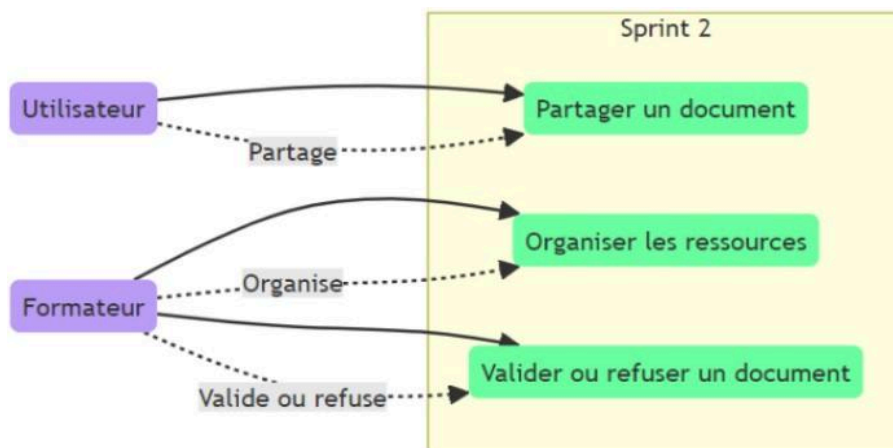 Sprint 2
Utilisateur
Partager un document
Partage
Organiser les ressources
Organise
Formateur
Valider ou refuser un document
Valide ou refuse